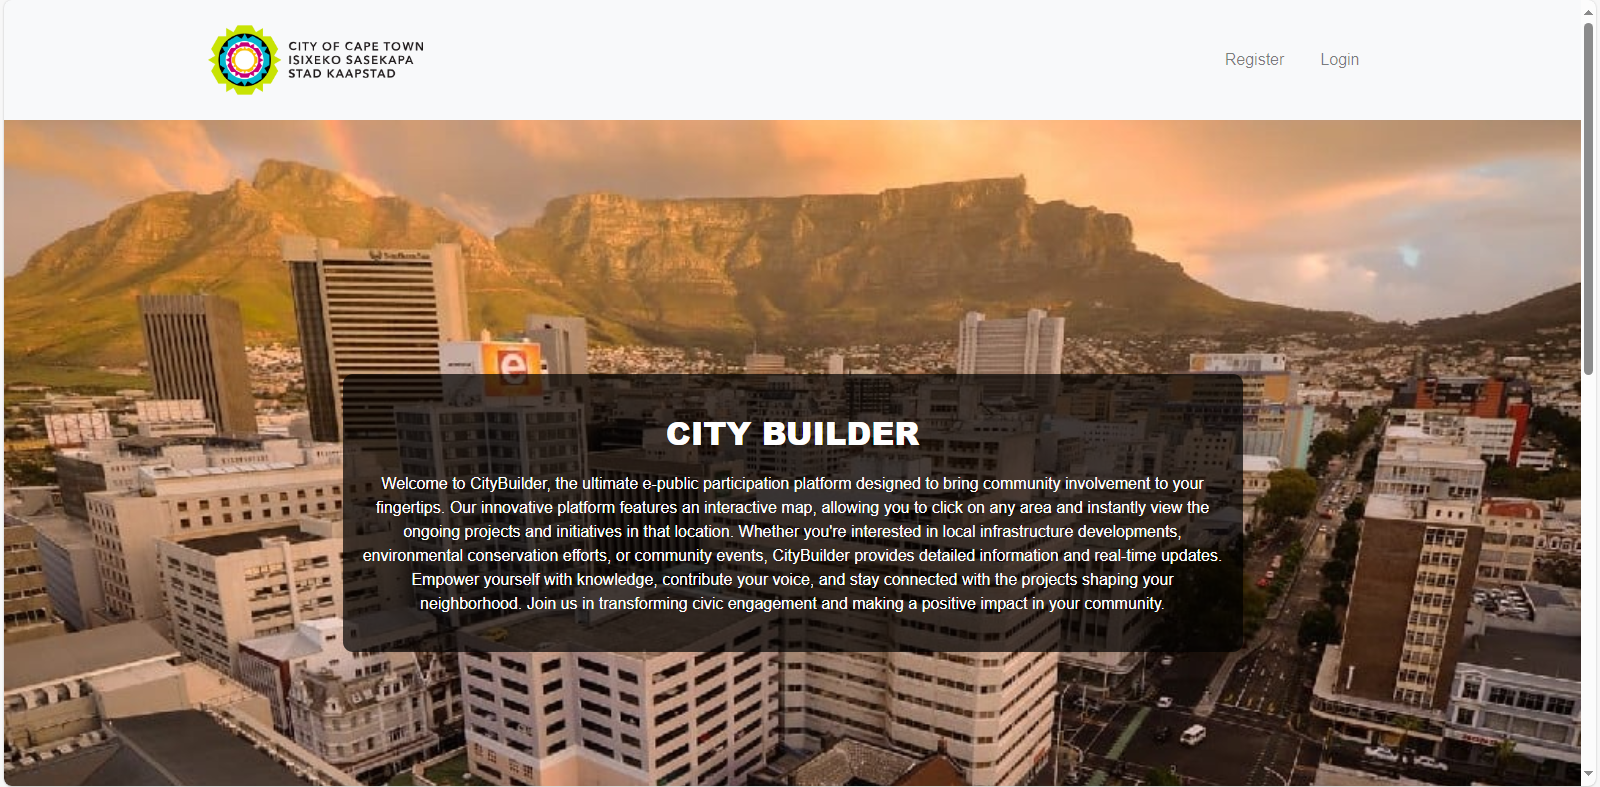 CITY OF CAPE TOWN
ISIXEKO SASEKAPA
STAD KAAPSTAD
Register
Login
e
CITY BUILDER
Welcome to CityBuilder, the ultimate e-public participation platform designed to bring community involvement to your
fingertips. Our innovative platform features an interactive map, allowing you to click on any area and instantly view the
ongoing projects and initiatives in that location. Whether you're interested in local infrastructure developments,
environmental conservation efforts, or community events, CityBuilder provides detailed information and real-time updates.
Empower yourself with knowledge, contribute your voice, and stay connected with the projects shaping your
neighborhood. Join us in transforming civic engagement and making a positive impact in your community.